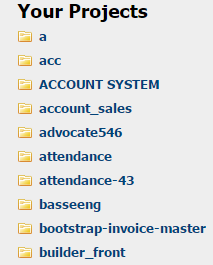 Your Projects
a
acc
ACCOUNT SYSTEM
account_sales
advocate546
attendance
attendance-43
basseeng
bootstrap-invoice-master
builder_front